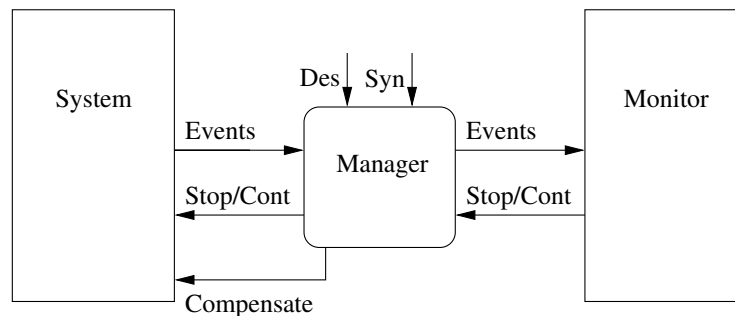 Des Syn
System
Monitor
Events
Events
Manager
Stop/Cont
Stop/Cont
Compensate